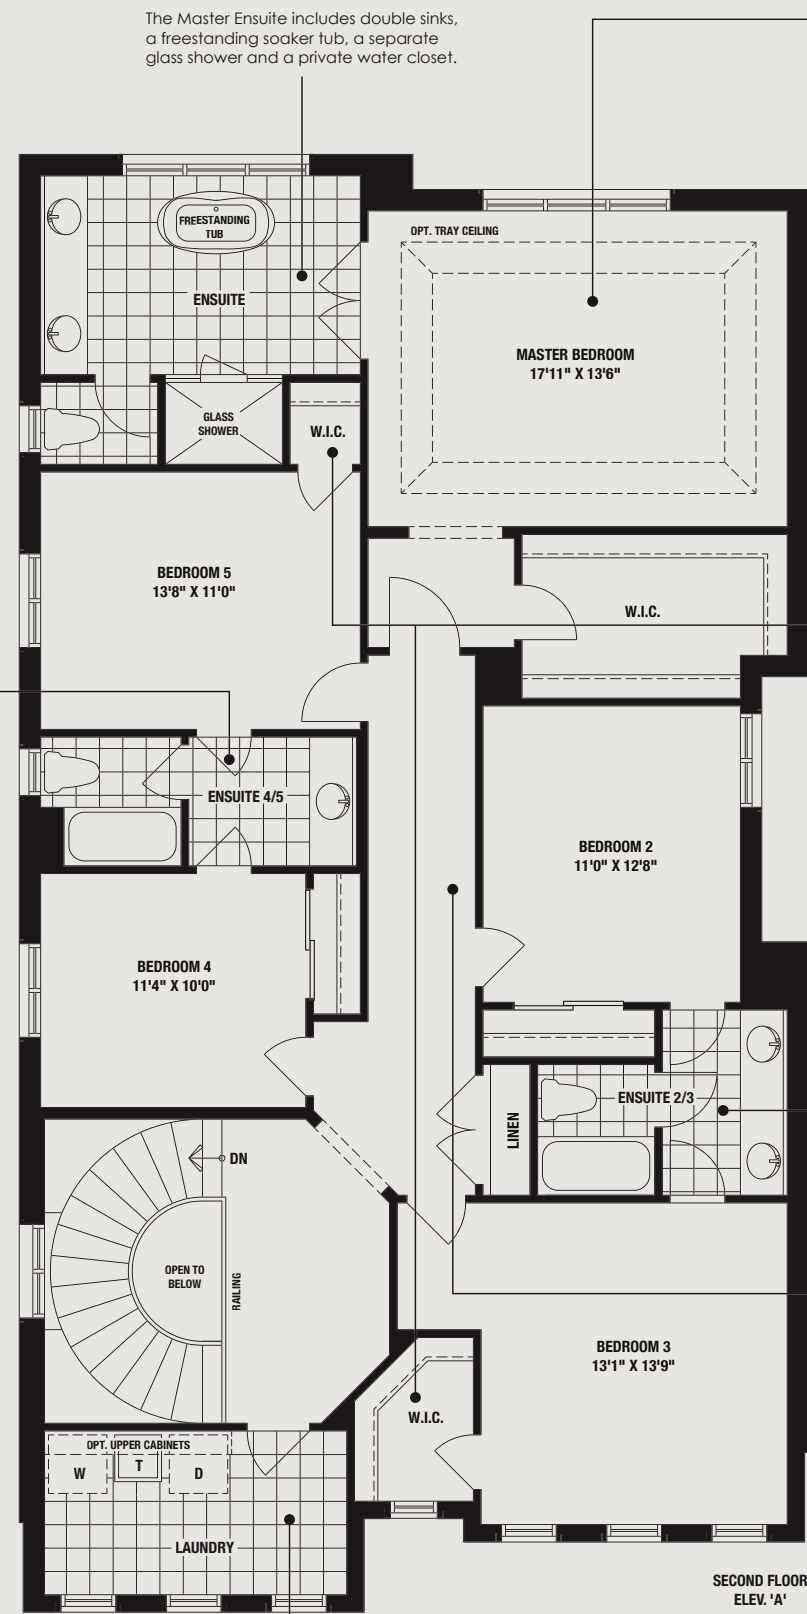 The Master Ensuite includes double sinks,
a freestanding soaker tub, a separate
glass shower and a private water closet.
FREESTANDING
TUB
OPT. TRAY CEILING
ENSUITE
MASTER BEDROOM
17'11" X 13'6"
GLASS
SHOWER
W.I.C.
BEDROOM 5
13'8" X 11'0"
W.I.C.
ENSUITE 4/5
BEDROOM 2
11'0" X 12'8"
BEDROOM 4
11'4" X 10'0"
ENSUITE 2/3
LINEN
DN
OPEN TO
BELOW
RAILING
BEDROOM 3
13'1" X 13'9"
W.I.C.
OPT. UPPER CABINETS
W
T
D
LAUNDRY
SECOND FLOOR
ELEV. 'A'